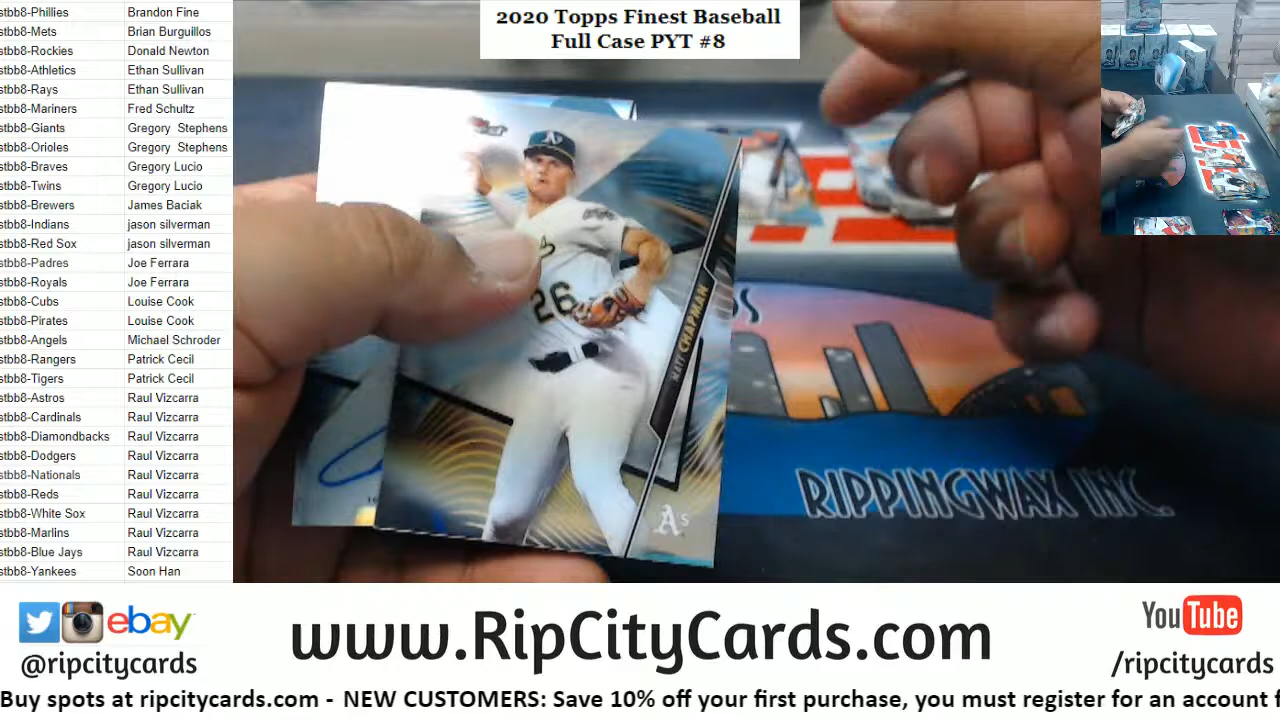 stbb8-Phillies Brandon Fine
stbb8-Mets Brian Burguillos
stbb8-Rockies Donald Newton
stbb8-Athletics Ethan Sullivan
stbb8-Rays Ethan Sullivan
stbb8-Mariners Fred Schultz
stbb8-Giants Gregory Stephens
stbb8-Orioles Gregory Stephens
stbb8-Braves Gregory Lucio
stbb8-Twins Gregory Lucio
stbb8-Brewers James Baciak
stbb8-Indians jason silverman
stbb8-Red Sox jason silverman
stbb8-Padres Joe Ferrara
stbb8-Royals Joe Ferrara
stbb8-Cubs Louise Cook
stbb8-Pirates Louise Cook
stbb8-Angels Michael Schroder
stbb8-Rangers Patrick Cecil
stbb8-Tigers Patrick Cecil
stbb8-Astros Raul Vizcarra
stbb8-Cardinals Raul Vizcarra
stbb8-Diamondbacks Raul Vizcarra
stbb8-Dodgers Raul Vizcarra
stbb8-Nationals Raul Vizcarra
stbb8-Reds Raul Vizcarra
stbb8-White Sox Raul Vizcarra
stbb8-Marlins Raul Vizcarra
stbb8-Blue Jays Raul Vizcarra
stbb8-Yankees Soon Han
2020 Topps Finest Baseball
Full Case PYT #8
A's
26
MATT CHAPMAN
A's
RIPPINGWAX INC.
ebay
@ripcitycards
www.RipCityCards.com
YouTube
/ripcitycards
Buy spots at ripcitycards.com - NEW CUSTOMERS: Save 10% off your first purchase, you must register for an account f